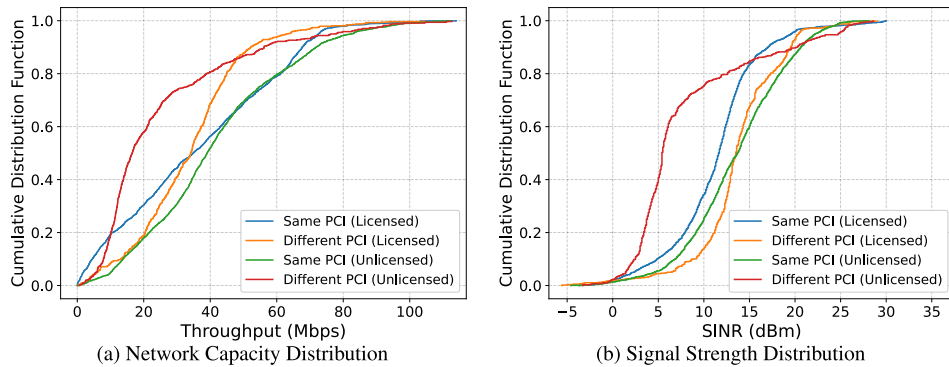 Cumulative Distribution Function
1.0
0.8
0.6
0.4
0.2
0.0
Same PCI (Licensed)
Different PCI (Licensed)
Same PCI (Unlicensed)
Different PCI (Unlicensed)
0 20 40 60 80 100
Throughput (Mbps)
(a) Network Capacity Distribution
Cumulative Distribution Function
1.0
0.8
0.6
0.4
0.2
0.0
Same PCI (Licensed)
Different PCI (Licensed)
Same PCI (Unlicensed)
Different PCI (Unlicensed)
−5 0 5 10 15 20 25 30 35
SINR (dBm)
(b) Signal Strength Distribution